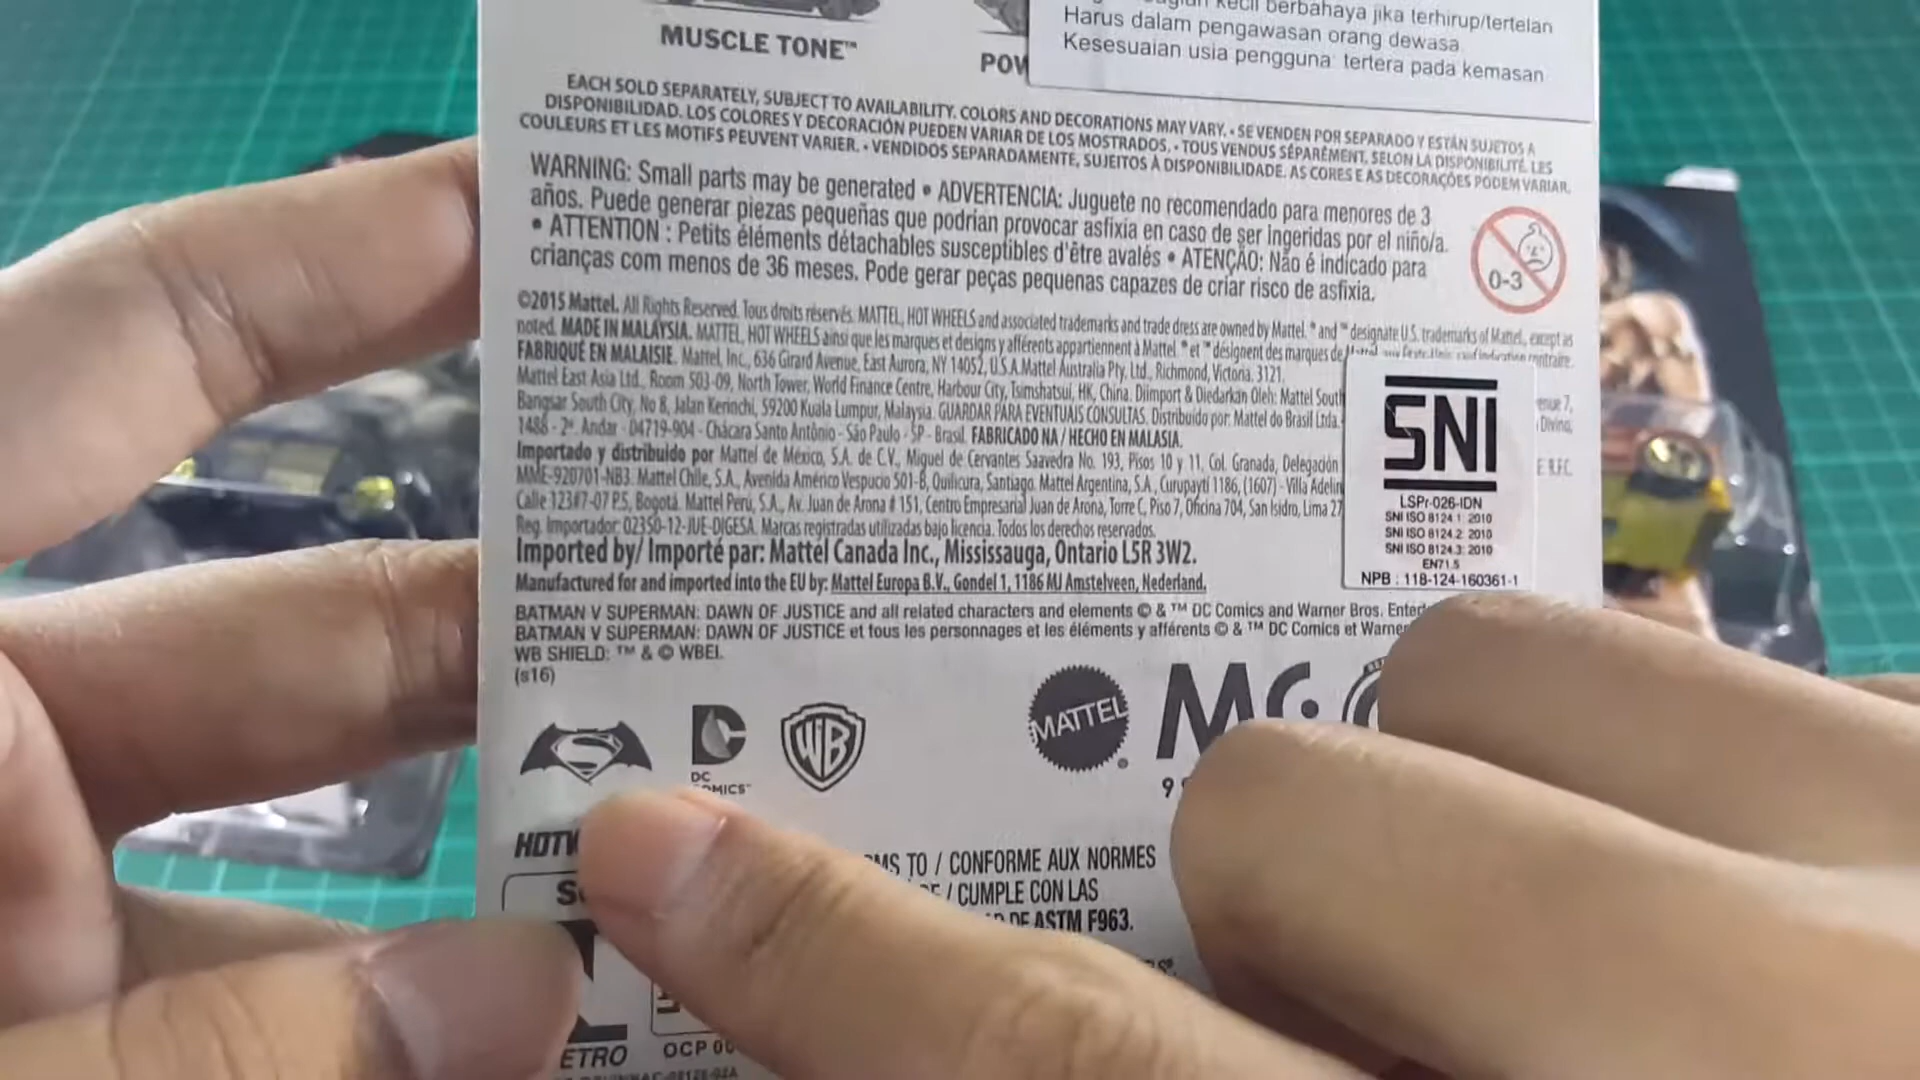 MUSCLE TONE™
POW
kecil berbahaya jika terhirup/tertelan
Harus dalam pengawasan orang dewasa
Kesesuaian usia pengguna: tertera pada kemasan
EACH SOLD SEPARATELY, SUBJECT TO AVAILABILITY. COLORS AND DECORATIONS MAY VARY. • SE VENDEN POR SEPARADO Y ESTÁN SUJETOS A
DISPONIBILIDAD. LOS COLORES Y DECORACIÓN PUEDEN VARIAR DE LOS MOSTRADOS. • TOUS VENDUS SÉPARÉMENT, SELON LA DISPONIBILITÉ. LES
COULEURS ET LES MOTIFS PEUVENT VARIER. • VENDIDOS SEPARADAMENTE, SUJEITOS À DISPONIBILIDADE. AS CORES E AS DECORAÇÕES PODEM VARIAR.
WARNING: Small parts may be generated • ADVERTENCIA: Juguete no recomendado para menores de 3
años. Puede generar piezas pequeñas que podrían provocar asfixia en caso de ser ingeridas por el niño/a.
• ATTENTION : Petits éléments détachables susceptibles d'être avalés • ATENÇÃO: Não é indicado para
crianças com menos de 36 meses. Pode gerar peças pequenas capazes de criar risco de asfixia.
0-3
©2015 Mattel. All Rights Reserved. Tous droits réservés. MATTEL, HOT WHEELS and associated trademarks and trade dress are owned by Mattel. ® and ™ designate U.S. trademarks of Mattel, except as
noted. MADE IN MALAYSIA. MATTEL, HOT WHEELS ainsi que les marques et designs y afférents appartiennent à Mattel. ® et ™ désignent des marques de
FABRIQUÉ EN MALAISIE. Mattel, Inc., 636 Girard Avenue, East Aurora, NY 14052, U.S.A. Mattel Australia Pty. Ltd., Richmond, Victoria. 3121.
Mattel East Asia Ltd., Room 503-09, North Tower, World Finance Centre, Harbour City, Tsimshatsui, HK, China. Diimport & Diedarkan Oleh: Mattel South
Bangsar South City, No 8, Jalan Kerinchi, 59200 Kuala Lumpur, Malaysia. GUARDAR PARA EVENTUAIS CONSULTAS. Distribuído por: Mattel do Brasil Ltda.
1488 - 2º. Andar - 04719-904 - Chácara Santo Antônio - São Paulo - SP - Brasil. FABRICADO NA / HECHO EN MALASIA.
Importado y distribuido por Mattel de México, S.A. de C.V., Miguel de Cervantes Saavedra No. 193, Pisos 10 y 11, Col. Granada, Delegación
MME-920701-NB3. Mattel Chile, S.A., Avenida Américo Vespucio 501-B, Quilicura, Santiago. Mattel Argentina, S.A., Curupaytí 1186, (1607) - Villa Adelin
Calle 123#7-07 P.5, Bogotá. Mattel Perú, S.A., Av. Juan de Arona # 151, Centro Empresarial Juan de Arona, Torre C, Piso 7, Oficina 704, San Isidro, Lima 27
Reg. Importador: 02350-12-JUE-DIGESA. Marcas registradas utilizadas bajo licencia. Todos los derechos reservados.
Imported by/ Importé par: Mattel Canada Inc., Mississauga, Ontario L5R 3W2.
Manufactured for and imported into the EU by: Mattel Europa B.V., Gondel 1, 1186 MJ Amstelveen, Nederland.
BATMAN V SUPERMAN: DAWN OF JUSTICE and all related characters and elements © & ™ DC Comics and Warner Bros.
BATMAN V SUPERMAN: DAWN OF JUSTICE et tous les personnages et les éléments y afférents © & ™ DC Comics et Warner
WB SHIELD: ™ & © WBEI.
(s16)
SNI
LSPr-026-IDN
SNI ISO 8124.1: 2010
SNI ISO 8124.2: 2010
SNI ISO 8124.3: 2010
EN71.5
NPB : 118-124-160361-1
DC
OMICS™
WB
MATTEL
MC
9
HOTW
MS TO / CONFORME AUX NORMES
/ CUMPLE CON LAS
DE ASTM F963.
ETRO
OCP 00